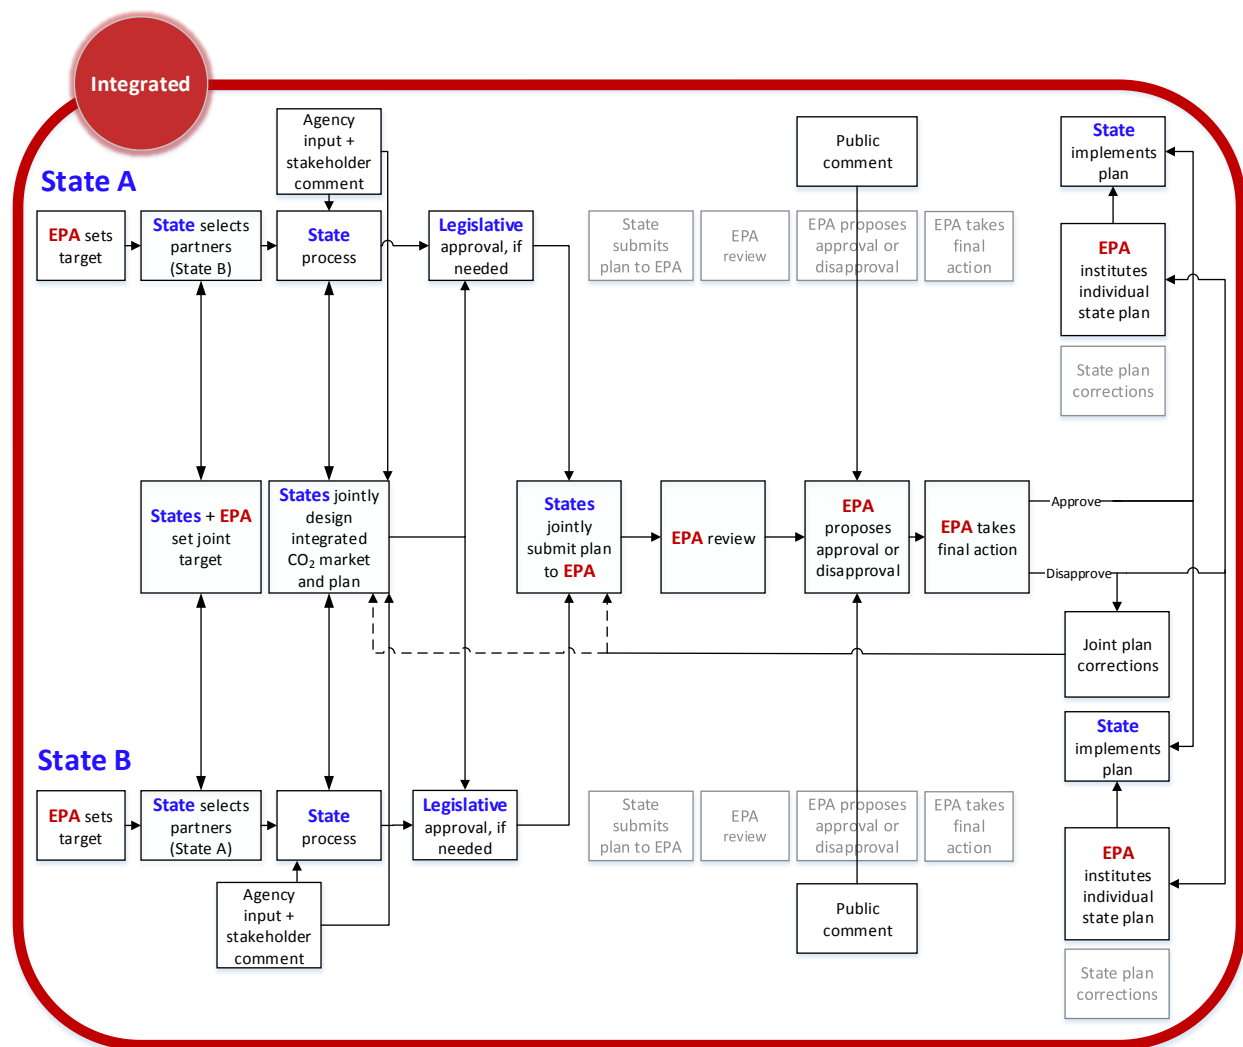 Integrated
Agency
input +
stakeholder
comment
Public
comment
State
implements
plan
State A
EPA sets
target
State selects
partners
(State B)
State
process
Legislative
approval, if
needed
State
submits
plan to EPA
EPA
review
EPA proposes
approval or
disapproval
EPA takes
final
action
EPA
institutes
individual
state plan
State plan
corrections
States + EPA
set joint
target
States jointly
design
integrated
CO₂ market
and plan
States
jointly
submit plan
to EPA
EPA review
EPA
proposes
approval or
disapproval
EPA takes
final action
Approve
Disapprove
Joint plan
corrections
State
implements
plan
State B
EPA sets
target
State selects
partners
(State A)
State
process
Legislative
approval, if
needed
State
submits
plan to EPA
EPA
review
EPA proposes
approval or
disapproval
EPA takes
final
action
EPA
institutes
individual
state plan
Agency
input +
stakeholder
comment
Public
comment
State plan
corrections